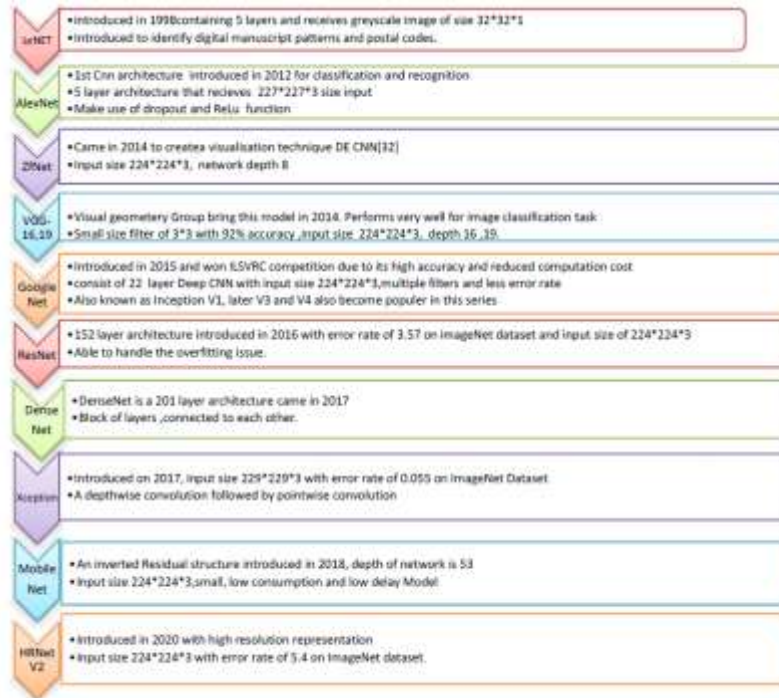 LeNET
•Introduced in 1998containing 5 layers and receives greyscale image of size 32*32*1
•Introduced to identify digital manuscript patterns and postal codes.
AlexNet
•1st Cnn architecture introduced in 2012 for classification and recognition
•5 layer architecture that recieves 227*227*3 size input
•Make use of dropout and ReLu function
ZfNet
•Came in 2014 to createa visualisation technique DE CNN[32]
•Input size 224*224*3, network depth 8
VGG-
16,19
•Visual geometery Group bring this model in 2014. Performs very well for image classification task
•Small size filter of 3*3 with 92% accuracy ,input size 224*224*3, depth 16 ,19.
Google
Net
•Introduced in 2015 and won ILSVRC competition due to its high accuracy and reduced computation cost
•consist of 22 layer Deep CNN with input size 224*224*3,multiple filters and less error rate
•Also known as Inception V1, later V3 and V4 also become populer in this series
ResNet
•152 layer architecture introduced in 2016 with error rate of 3.57 on imageNet dataset and input size of 224*224*3
•Able to handle the overfitting issue.
Dense
Net
•DenseNet is a 201 layer architecture came in 2017
•Block of layers ,connected to each other.
Xception
•Introduced on 2017, Input size 229*229*3 with error rate of 0.055 on ImageNet Dataset
•A depthwise convolution followed by pointwise convolution
Mobile
Net
•An inverted Residual structure introduced in 2018, depth of network is 53
•Input size 224*224*3,small, low consumption and low delay Model
HRNet
V2
•Introduced in 2020 with high resolution representation
•Input size 224*224*3 with error rate of 5.4 on ImageNet dataset.